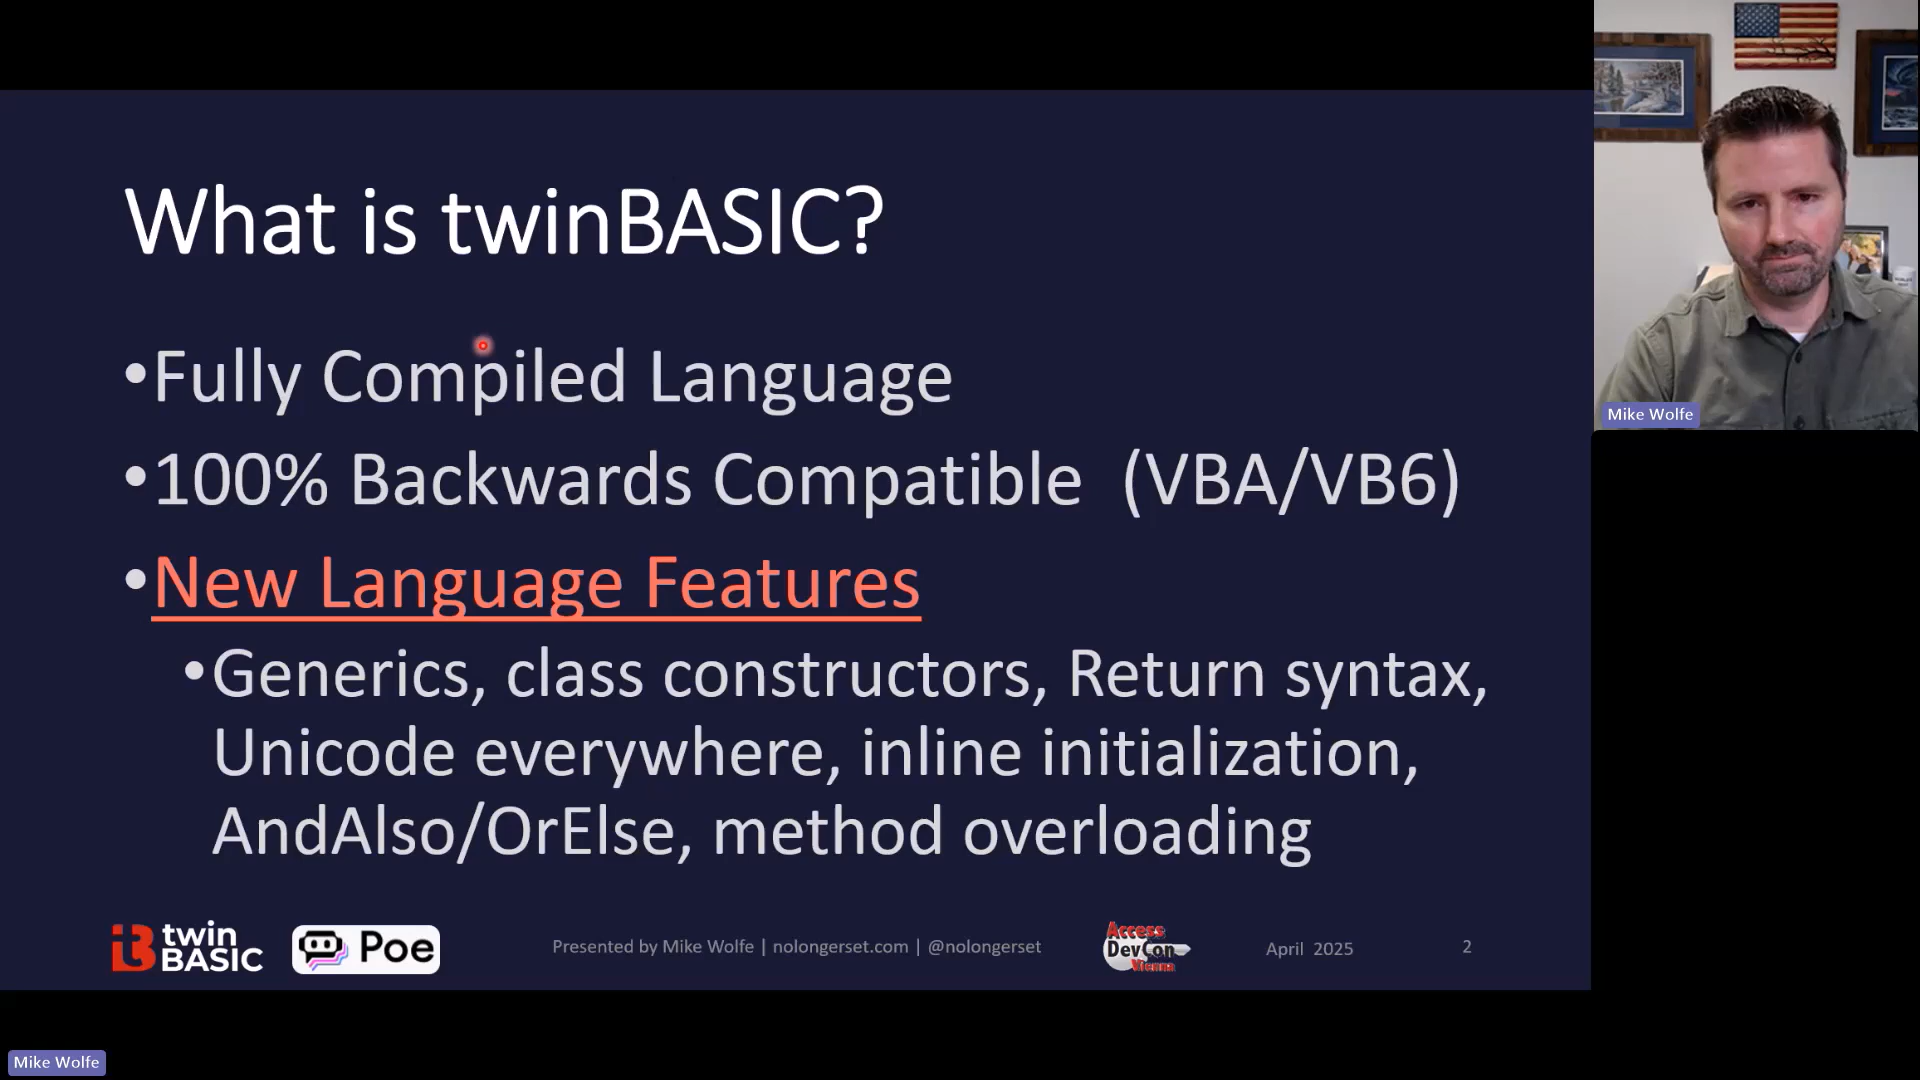 What is twinBASIC?
•Fully Compiled Language
•100% Backwards Compatible (VBA/VB6)
•New Language Features
•Generics, class constructors, Return syntax,
Unicode everywhere, inline initialization,
AndAlso/OrElse, method overloading
twin
BASIC
Poe
Presented by Mike Wolfe | nolongerset.com | @nolongerset
Access
DevCon
Vienna
April 2025
2
Mike Wolfe
Mike Wolfe